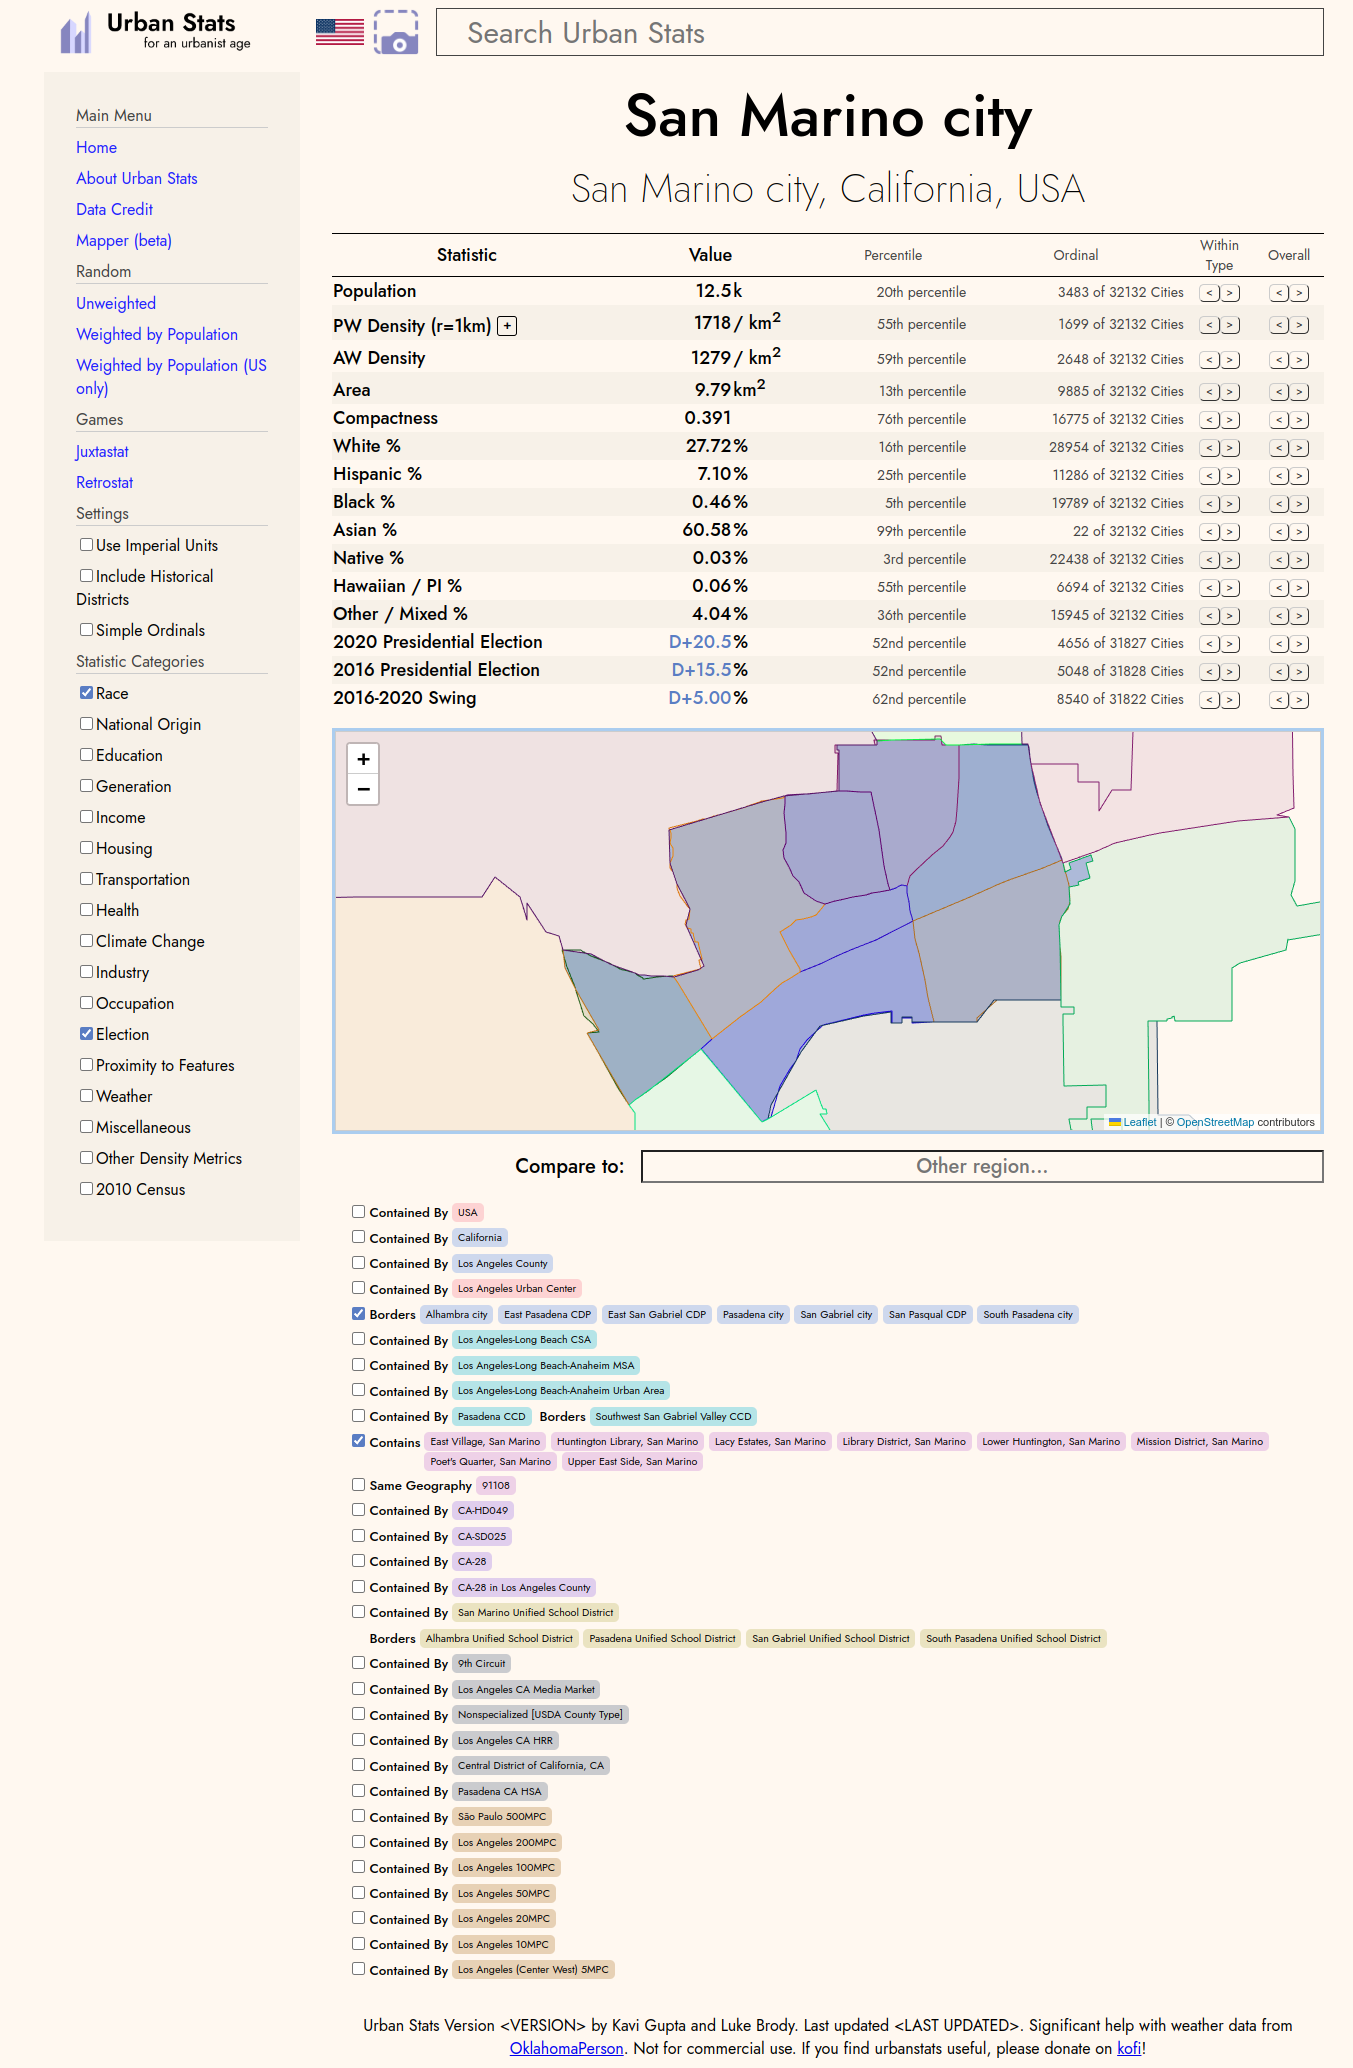 Urban Stats
for an urbanist age
Search Urban Stats
Main Menu
Home
About Urban Stats
Data Credit
Mapper (beta)
Random
Unweighted
Weighted by Population
Weighted by Population (US
only)
Games
Juxtastat
Retrostat
Settings
Use Imperial Units
Include Historical
Districts
Simple Ordinals
Statistic Categories
Race
National Origin
Education
Generation
Income
Housing
Transportation
Health
Climate Change
Industry
Occupation
Election
Proximity to Features
Weather
Miscellaneous
Other Density Metrics
2010 Census
San Marino city
San Marino city, California, USA
Statistic Value Percentile Ordinal Within Type Overall
Population 12.5k 20th percentile 3483 of 32132 Cities < > < >
PW Density (r=1km) + 1718 / km² 55th percentile 1699 of 32132 Cities < > < >
AW Density 1279 / km² 59th percentile 2648 of 32132 Cities < > < >
Area 9.79 km² 13th percentile 9885 of 32132 Cities < > < >
Compactness 0.391 76th percentile 16775 of 32132 Cities < > < >
White % 27.72% 16th percentile 28954 of 32132 Cities < > < >
Hispanic % 7.10% 25th percentile 11286 of 32132 Cities < > < >
Black % 0.46% 5th percentile 19789 of 32132 Cities < > < >
Asian % 60.58% 99th percentile 22 of 32132 Cities < > < >
Native % 0.03% 3rd percentile 22438 of 32132 Cities < > < >
Hawaiian / PI % 0.06% 55th percentile 6694 of 32132 Cities < > < >
Other / Mixed % 4.04% 36th percentile 15945 of 32132 Cities < > < >
2020 Presidential Election D+20.5% 52nd percentile 4656 of 31827 Cities < > < >
2016 Presidential Election D+15.5% 52nd percentile 5048 of 31828 Cities < > < >
2016-2020 Swing D+5.00% 62nd percentile 8540 of 31822 Cities < > < >
+
−
Leaflet | © OpenStreetMap contributors
Compare to: Other region...
Contained By USA
Contained By California
Contained By Los Angeles County
Contained By Los Angeles Urban Center
Borders Alhambra city East Pasadena CDP East San Gabriel CDP Pasadena city San Gabriel city San Pasqual CDP South Pasadena city
Contained By Los Angeles-Long Beach CSA
Contained By Los Angeles-Long Beach-Anaheim MSA
Contained By Los Angeles-Long Beach-Anaheim Urban Area
Contained By Pasadena CCD Borders Southwest San Gabriel Valley CCD
Contains East Village, San Marino Huntington Library, San Marino Lacy Estates, San Marino Library District, San Marino Lower Huntington, San Marino Mission District, San Marino
Poet's Quarter, San Marino Upper East Side, San Marino
Same Geography 91108
Contained By CA-HD049
Contained By CA-SD025
Contained By CA-28
Contained By CA-28 in Los Angeles County
Contained By San Marino Unified School District
Borders Alhambra Unified School District Pasadena Unified School District San Gabriel Unified School District South Pasadena Unified School District
Contained By 9th Circuit
Contained By Los Angeles CA Media Market
Contained By Nonspecialized [USDA County Type]
Contained By Los Angeles CA HRR
Contained By Central District of California, CA
Contained By Pasadena CA HSA
Contained By São Paulo 500MPC
Contained By Los Angeles 200MPC
Contained By Los Angeles 100MPC
Contained By Los Angeles 50MPC
Contained By Los Angeles 20MPC
Contained By Los Angeles 10MPC
Contained By Los Angeles (Center West) 5MPC
Urban Stats Version <VERSION> by Kavi Gupta and Luke Brody. Last updated <LAST UPDATED>. Significant help with weather data from
OklahomaPerson. Not for commercial use. If you find urbanstats useful, please donate on kofi!